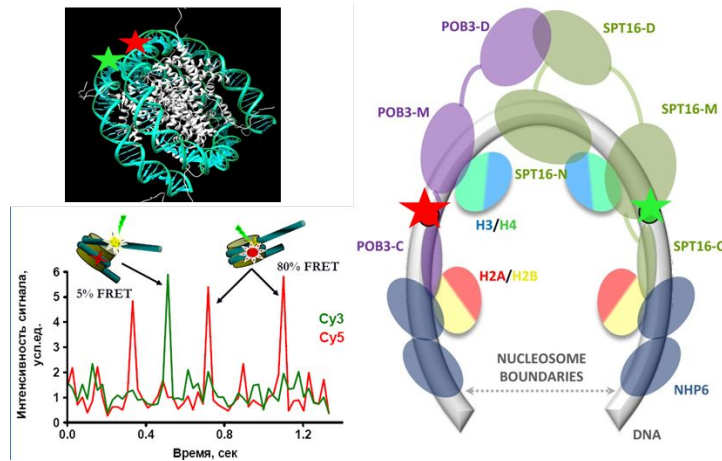 5% FRET
80% FRET
Cy3
Cy5
Интенсивность сигнала,
усл.ед.
6
5
4
3
2
1
0
0.0
0.4
0.8
1.2
Время, сек
POB3-D
SPT16-D
POB3-M
SPT16-M
SPT16-N
H3/H4
POB3-C
SPT16-C
H2A/H2B
NUCLEOSOME
BOUNDARIES
NHP6
DNA